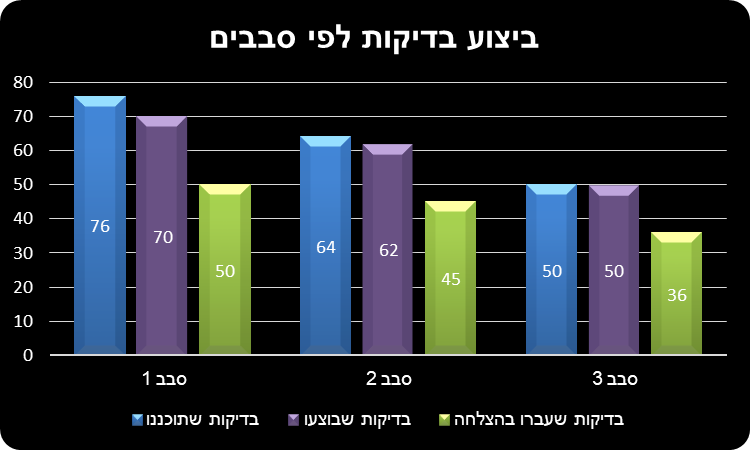 ביצוע בדיקות לפי סבבים
80
70
60
50
40
30
20
10
0
76
70
50
64
62
45
50
50
36
סבב 1
סבב 2
סבב 3
בדיקות שתוכננו
בדיקות שבוצעו
בדיקות שעברו בהצלחה